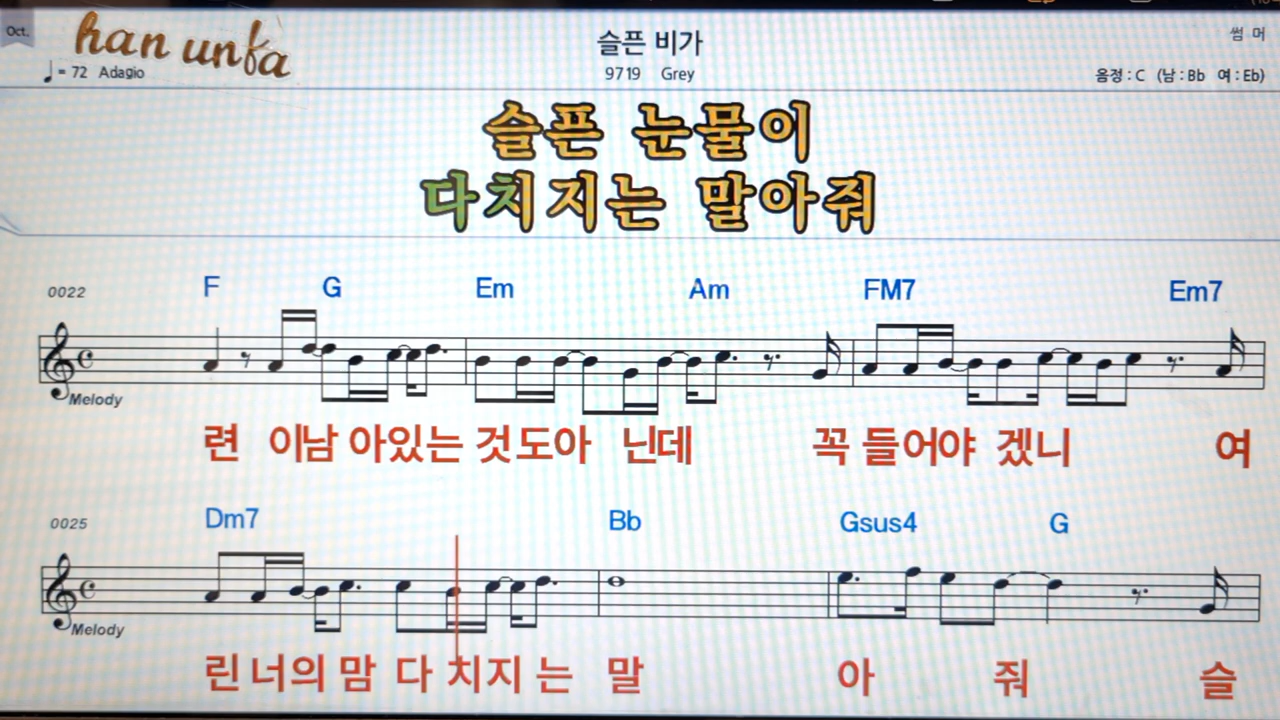 Oct.
han unfa
슬픈 비가
썸 머
♩= 72 Adagio
9719 Grey
음정 : C (남 : Bb 여 : Eb)
슬픈 눈물이
다치지는 말아줘
0022 F G Em Am FM7 Em7
Melody
련 이남 아있는 것도아 닌데 꼭 들어야 겠니 여
0025 Dm7 Bb Gsus4 G
Melody
린 너의 맘 다 치지 는 말 아 줘 슬